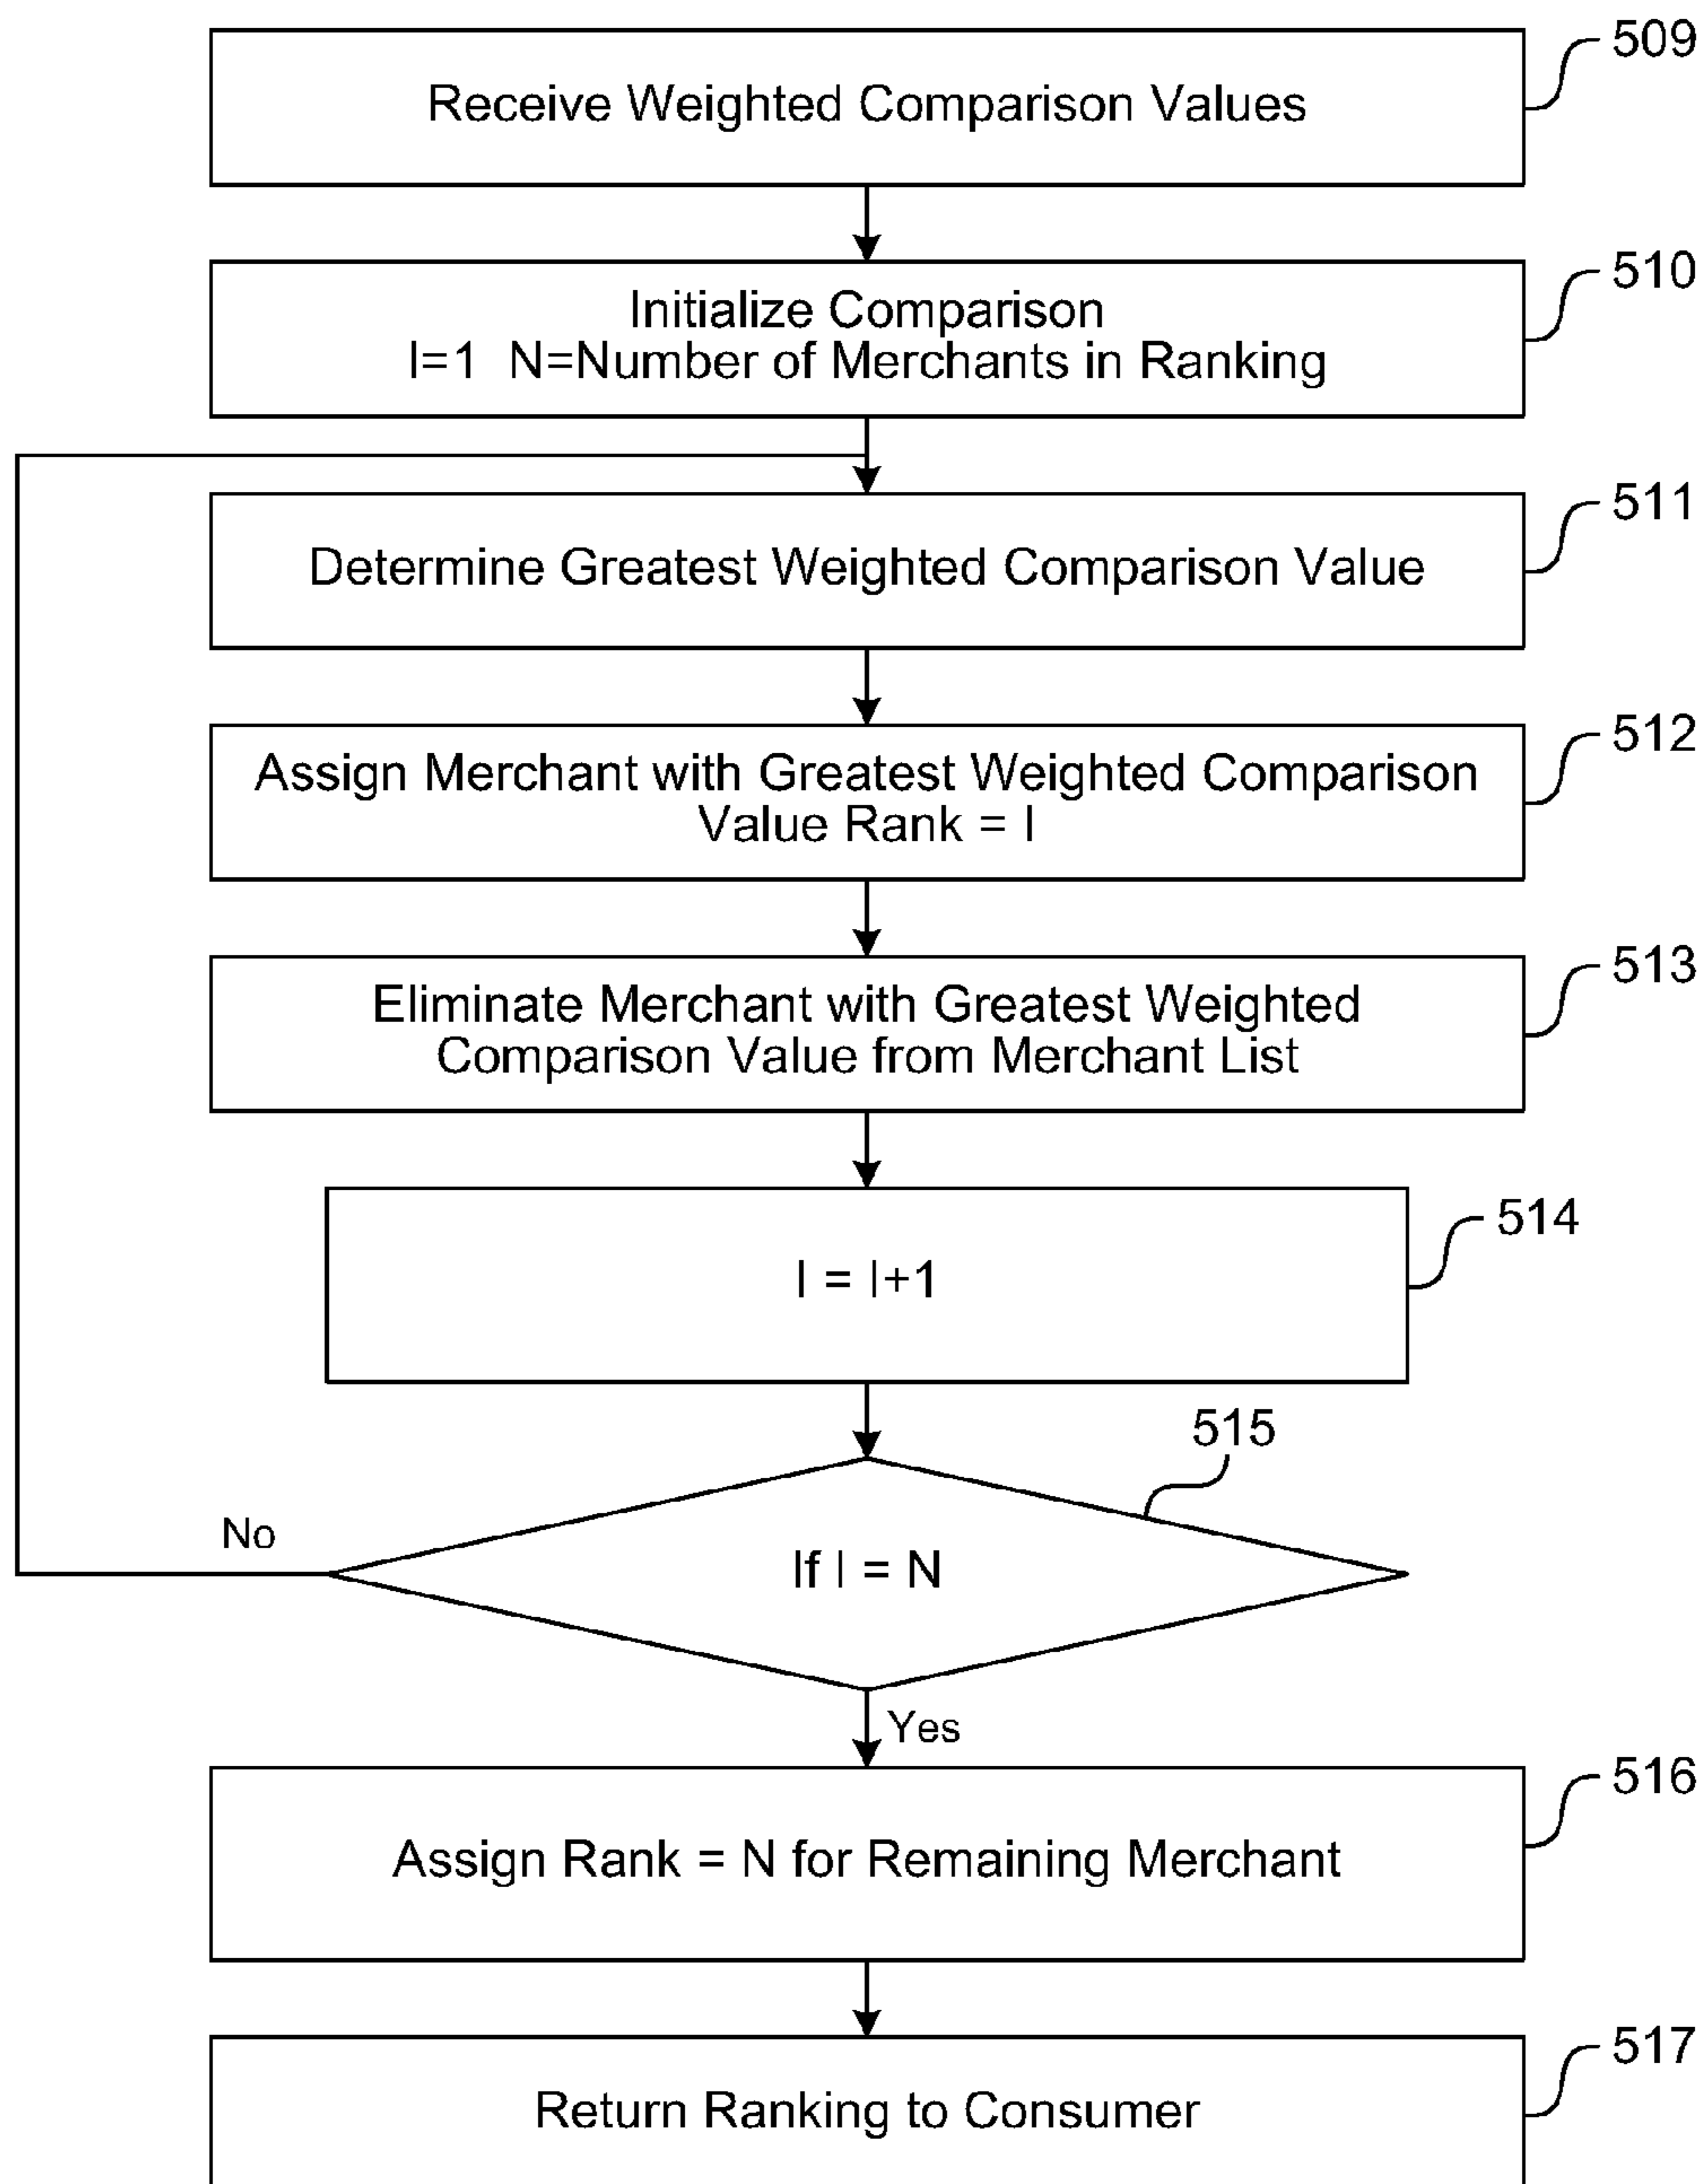 509
Receive Weighted Comparison Values
510
Initialize Comparison
I=1 N=Number of Merchants in Ranking
511
Determine Greatest Weighted Comparison Value
512
Assign Merchant with Greatest Weighted Comparison
Value Rank = I
513
Eliminate Merchant with Greatest Weighted
Comparison Value from Merchant List
514
I = I+1
515
No
If I = N
Yes
516
Assign Rank = N for Remaining Merchant
517
Return Ranking to Consumer